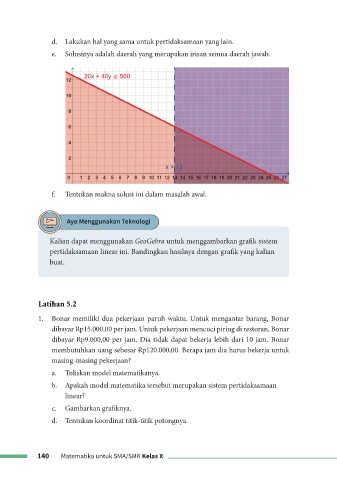 d. Lakukan hal yang sama untuk pertidaksamaan yang lain.
e. Solusinya adalah daerah yang merupakan irisan semua daerah jawab.
20x + 40y ≤ 500
12
10
8
6
4
2
0 1 2 3 4 5 6 7 8 9 10 11 12 13 14 15 16 17 18 19 20 21 22 23 24 25 26 27
f. Tentukan makna solusi ini dalam masalah awal.
Ayo Menggunakan Teknologi
Kalian dapat menggunakan GeoGebra untuk menggambarkan grafik sistem
pertidaksamaan linear ini. Bandingkan hasilnya dengan grafik yang kalian
buat.
Latihan 5.2
1. Bonar memiliki dua pekerjaan paruh waktu. Untuk mengantar barang, Bonar
dibayar Rp15.000,00 per jam. Untuk pekerjaan mencuci piring di restoran, Bonar
dibayar Rp9.000,00 per jam. Dia tidak dapat bekerja lebih dari 10 jam. Bonar
membutuhkan uang sebesar Rp120.000,00. Berapa jam dia harus bekerja untuk
masing-masing pekerjaan?
a. Tuliskan model matematikanya.
b. Apakah model matematika tersebut merupakan sistem pertidaksamaan
linear?
c. Gambarkan grafiknya.
d. Tentukan koordinat titik-titik potongnya.
140 Matematika untuk SMA/SMK Kelas X